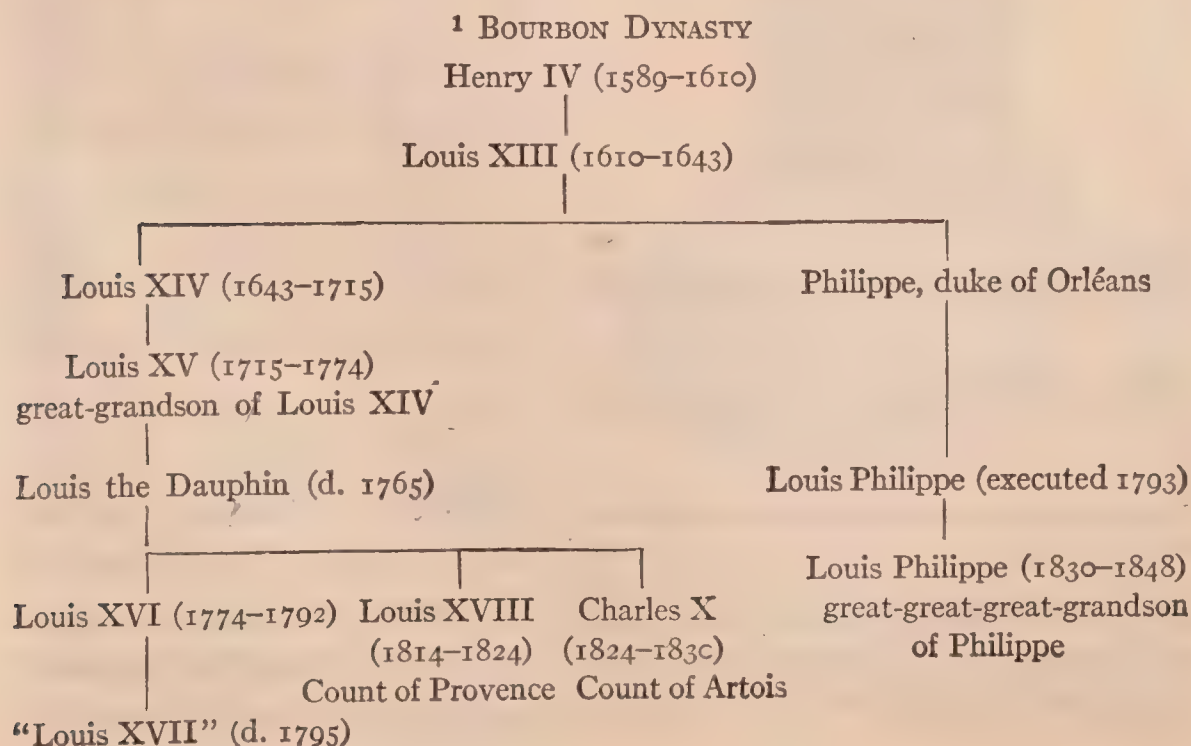 ¹ BOURBON DYNASTY
Henry IV (1589–1610)
Louis XIII (1610–1643)
Louis XIV (1643–1715)
Philippe, duke of Orléans
Louis XV (1715–1774)
great-grandson of Louis XIV
Louis the Dauphin (d. 1765)
Louis Philippe (executed 1793)
Louis Philippe (1830–1848)
great-great-great-grandson
of Philippe
Louis XVI (1774–1792) Louis XVIII Charles X
(1814–1824) (1824–183c)
Count of Provence Count of Artois
“Louis XVII” (d. 1795)